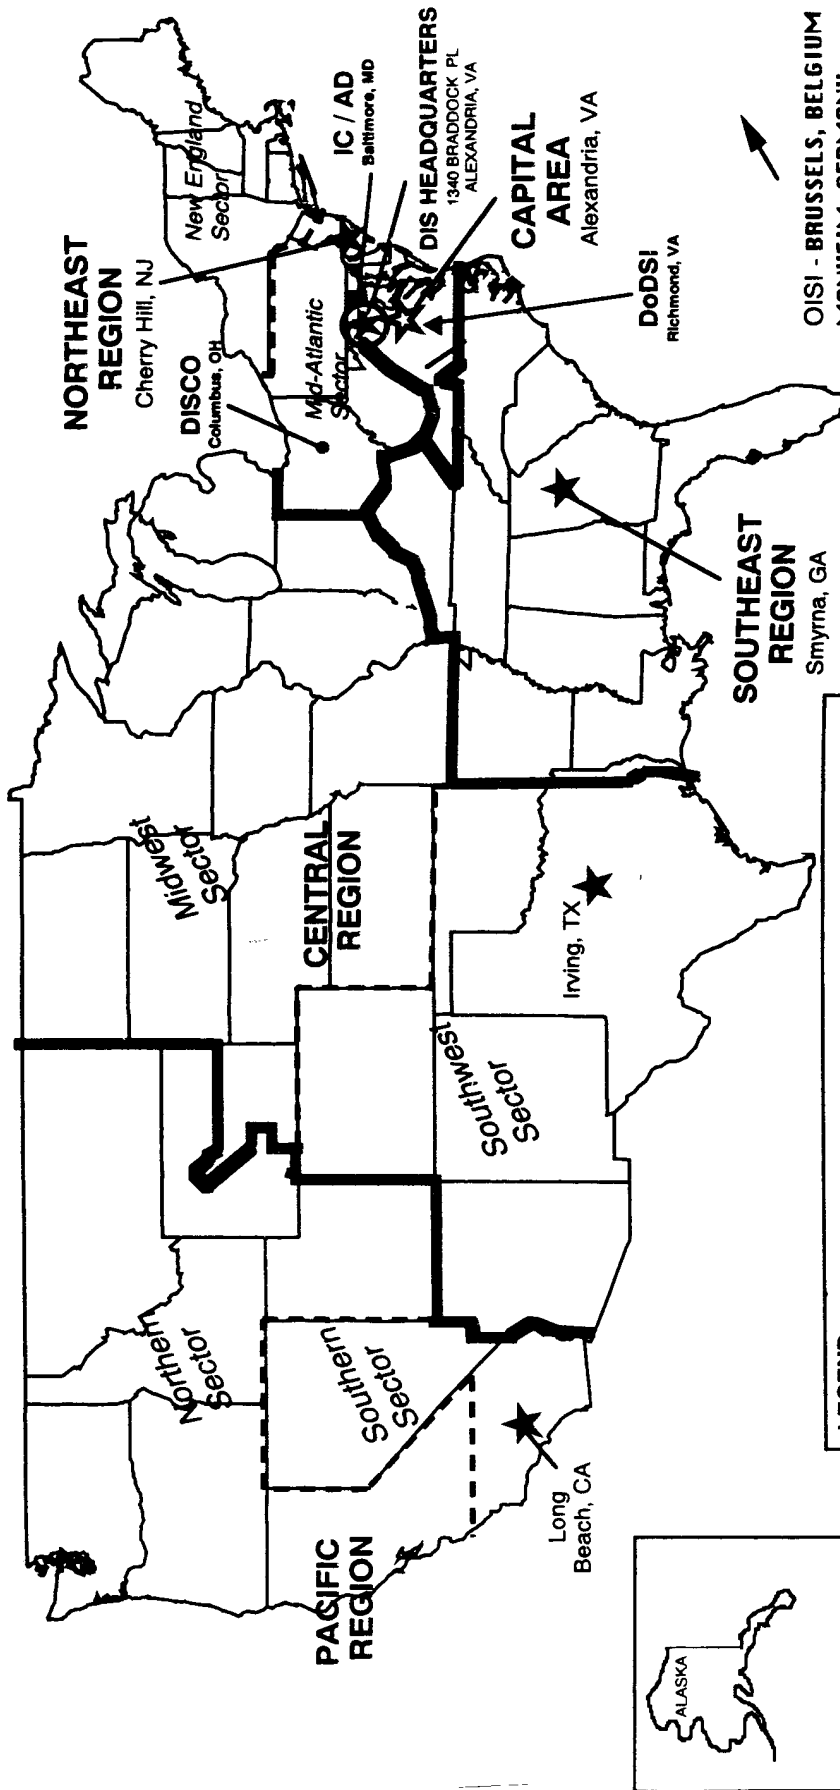 NORTHEAST
REGION
Cherry Hill, NJ
New England
Sector
IC / AD
Baltimore, MD
DIS HEADQUARTERS
1340 BRADDOCK PL
ALEXANDRIA, VA
CAPITAL
AREA
Alexandria, VA
DISCO
Columbus, OH
Mid-Atlantic
Sector
DoDSI
Richmond, VA
OISI - BRUSSELS, BELGIUM
SOUTHEAST
REGION
Smyrna, GA
Midwest
Sector
CENTRAL
REGION
Irving, TX
Southwest
Sector
Northern
Sector
Southern
Sector
PACIFIC
REGION
Long
Beach, CA
ALASKA